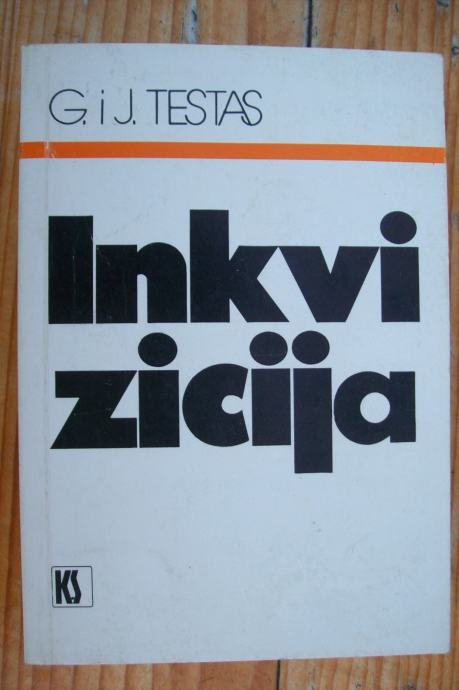 G. i J. TESTAS
Inkvi
zicija
KS